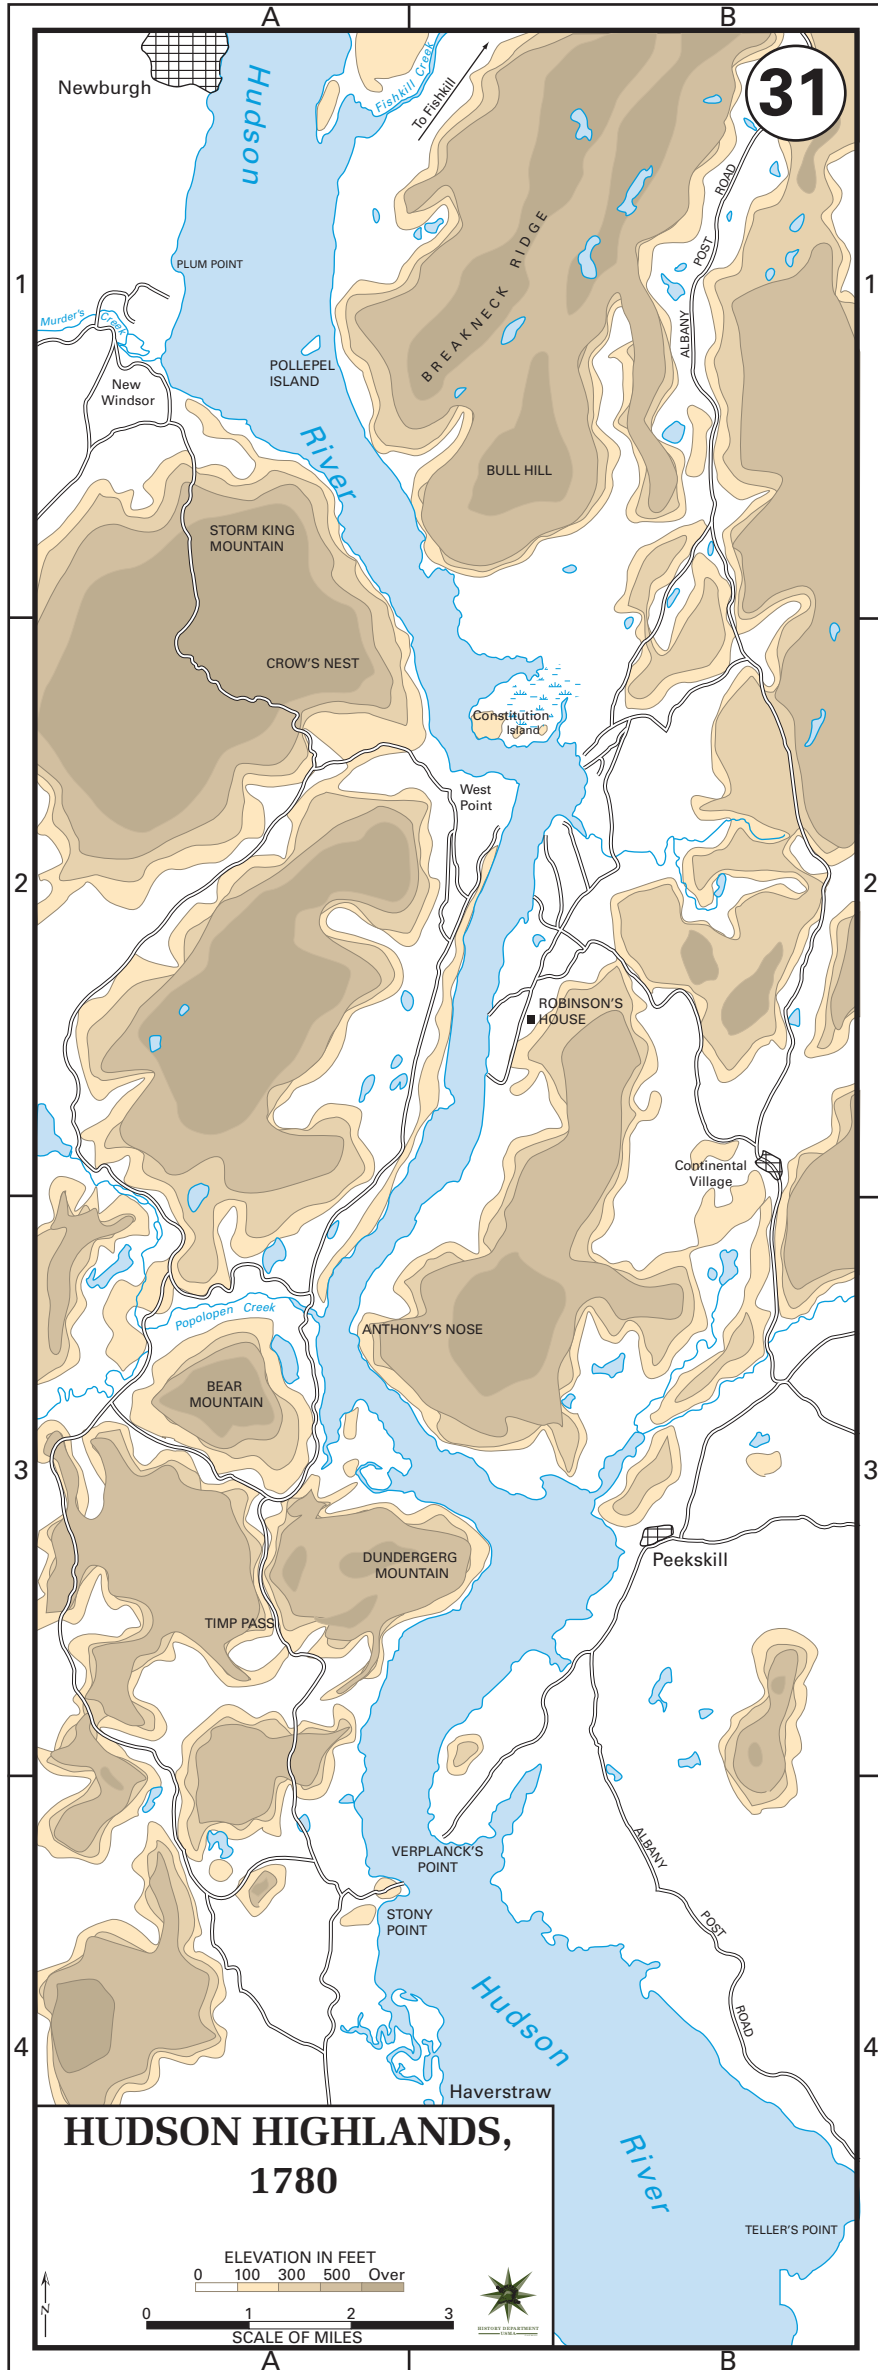 A
B
31
Newburgh
Hudson
Fishkill Creek
To Fishkill
ROAD
POST
ALBANY
BREAKNECK RIDGE
PLUM POINT
1
1
Murder's
Creek
POLLEPEL
ISLAND
New
Windsor
River
BULL HILL
STORM KING
MOUNTAIN
CROW'S NEST
Constitution
Island
West
Point
2
2
ROBINSON'S
HOUSE
Continental
Village
Popolopen Creek
ANTHONY'S NOSE
BEAR
MOUNTAIN
3
3
DUNDERGERG
MOUNTAIN
Peekskill
TIMP PASS
VERPLANCK'S
POINT
ALBANY
POST
ROAD
STONY
POINT
Hudson
4
4
Haverstraw
River
TELLER'S POINT
HUDSON HIGHLANDS,
1780
ELEVATION IN FEET
0 100 300 500 Over
N
0 1 2 3
SCALE OF MILES
HISTORY DEPARTMENT
USMA
A
B